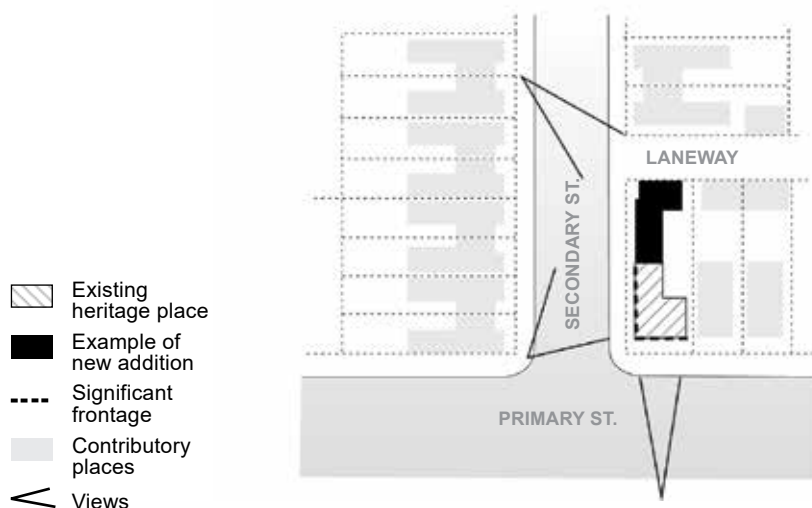 LANEWAY
SECONDARY ST.
PRIMARY ST.
Existing
heritage place
Example of
new addition
Significant
frontage
Contributory
places
Views